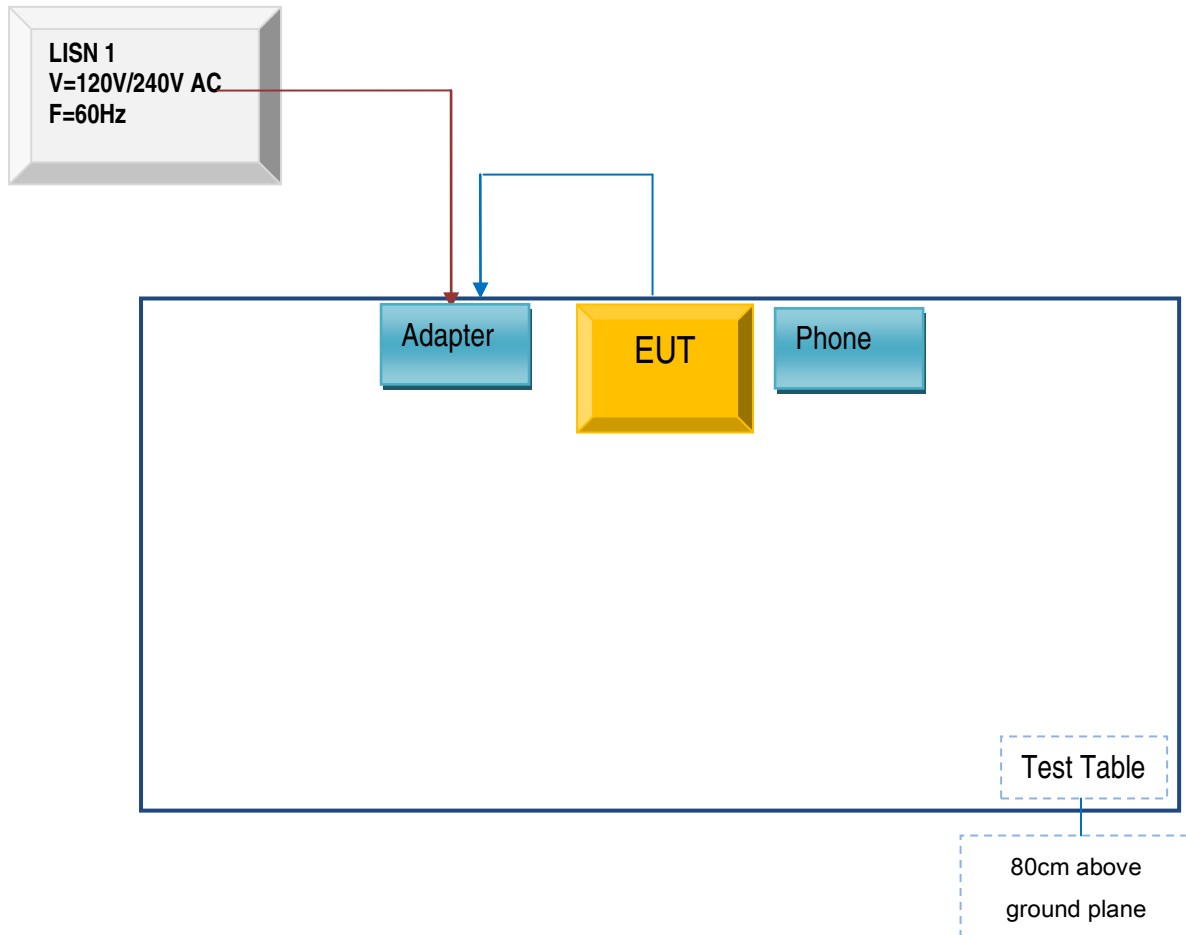 LISN 1
V=120V/240V AC
F=60Hz
Adapter
EUT
Phone
Test Table
80cm above
ground plane